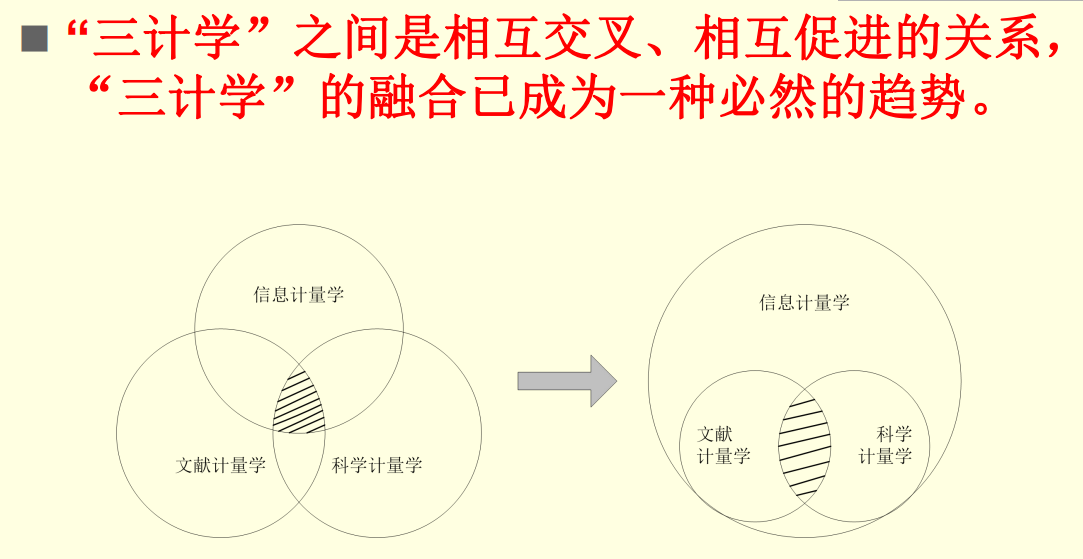 “三计学”之间是相互交叉、相互促进的关系，
“三计学”的融合已成为一种必然的趋势。
信息计量学
文献计量学
科学计量学
信息计量学
文献
计量学
科学
计量学